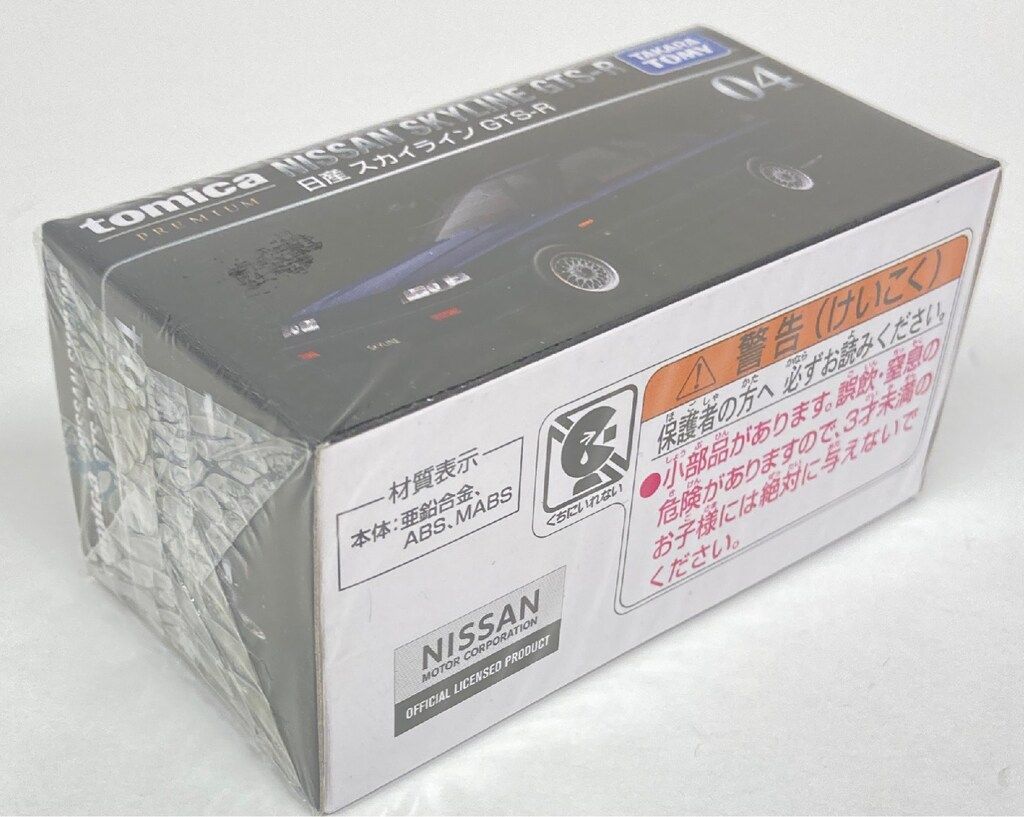 tomica
PREMIUM
NISSAN SKYLINE GTS-R
日産 スカイライン GTS-R
TAKARA
TOMY
04
SKYLINE
材質表示
本体:亜鉛合金、
ABS、MABS
NISSAN
MOTOR CORPORATION
OFFICIAL LICENSED PRODUCT
くちにいれない
警告(けいこく)
保護者の方へ 必ずお読みください。
●小部品があります。誤飲・窒息の
危険がありますので、3才未満の
お子様には絶対に与えないで
ください。